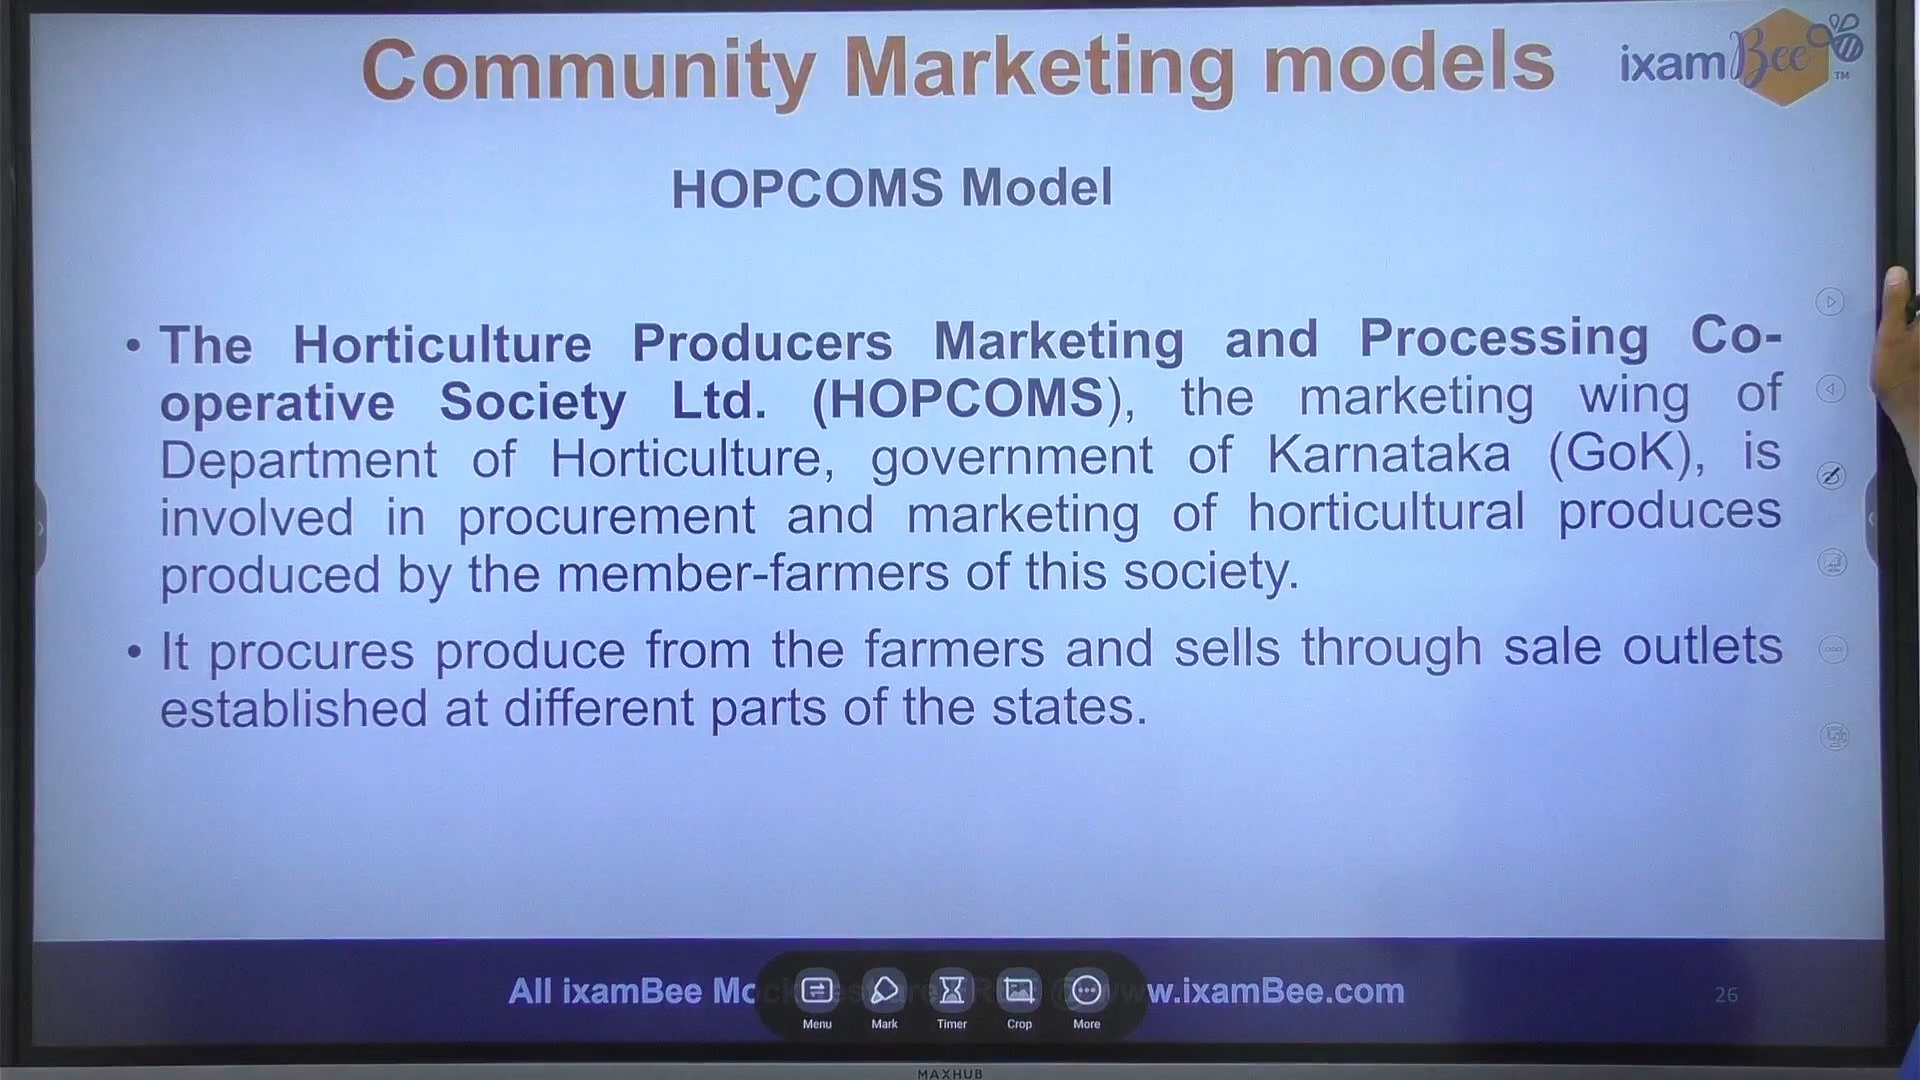 Community Marketing models
ixamBee
TM
HOPCOMS Model
• The Horticulture Producers Marketing and Processing Co-
operative Society Ltd. (HOPCOMS), the marketing wing of
Department of Horticulture, government of Karnataka (GoK), is
involved in procurement and marketing of horticultural produces
produced by the member-farmers of this society.
• It procures produce from the farmers and sells through sale outlets
established at different parts of the states.
All ixamBee Mock w.ixamBee.com
26
Menu Mark Timer Crop More
MAXHUB